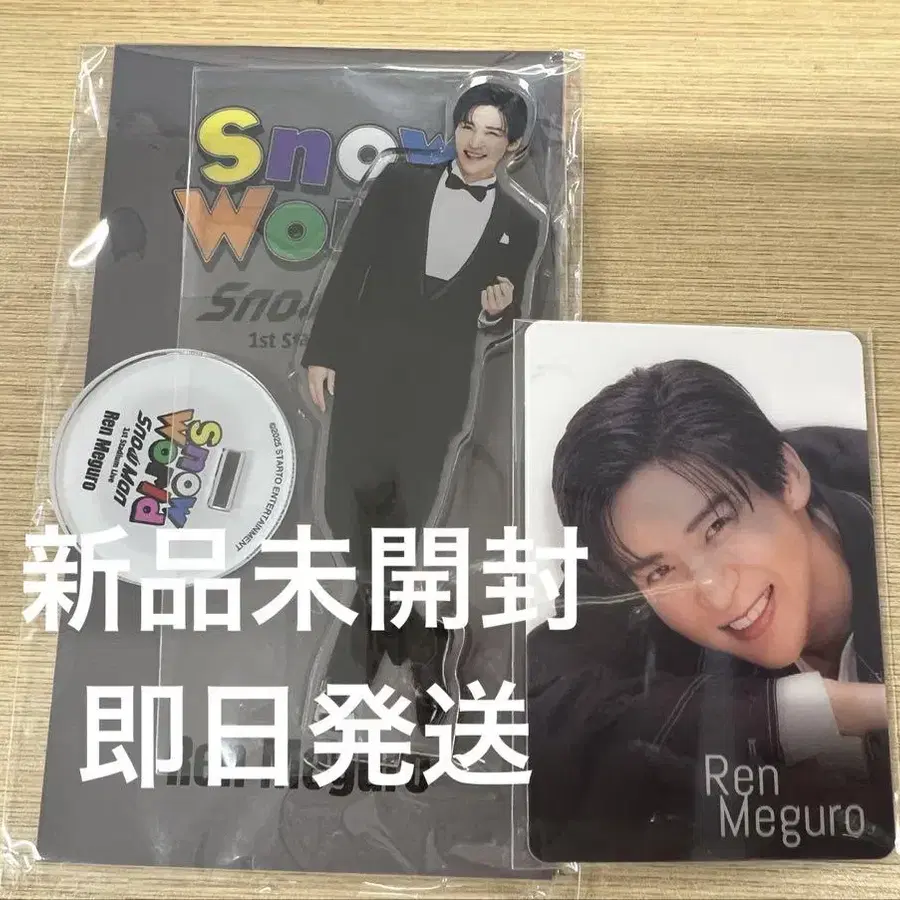 Snow
Wor
Snow
1st Sta
Snow
World
Snow Man
1st Stadium Live
Ren Meguro
©2025 STARTO ENTERTAINMENT
新品未開封
即日発送
Ren Meguro
Ren
Meguro